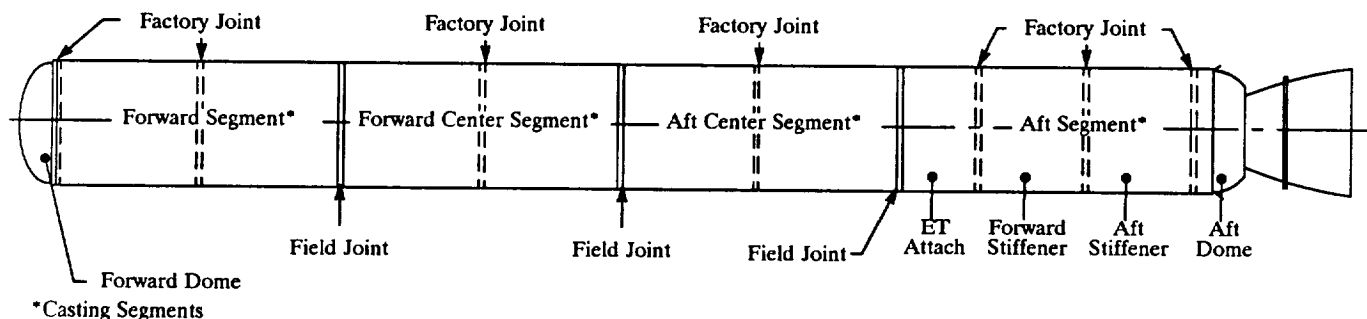 Factory Joint
Factory Joint
Factory Joint
Factory Joint
Forward Segment*
Forward Center Segment*
Aft Center Segment*
Aft Segment*
Field Joint
Field Joint
Field Joint
ET
Attach
Forward
Stiffener
Aft
Stiffener
Aft
Dome
Forward Dome
*Casting Segments